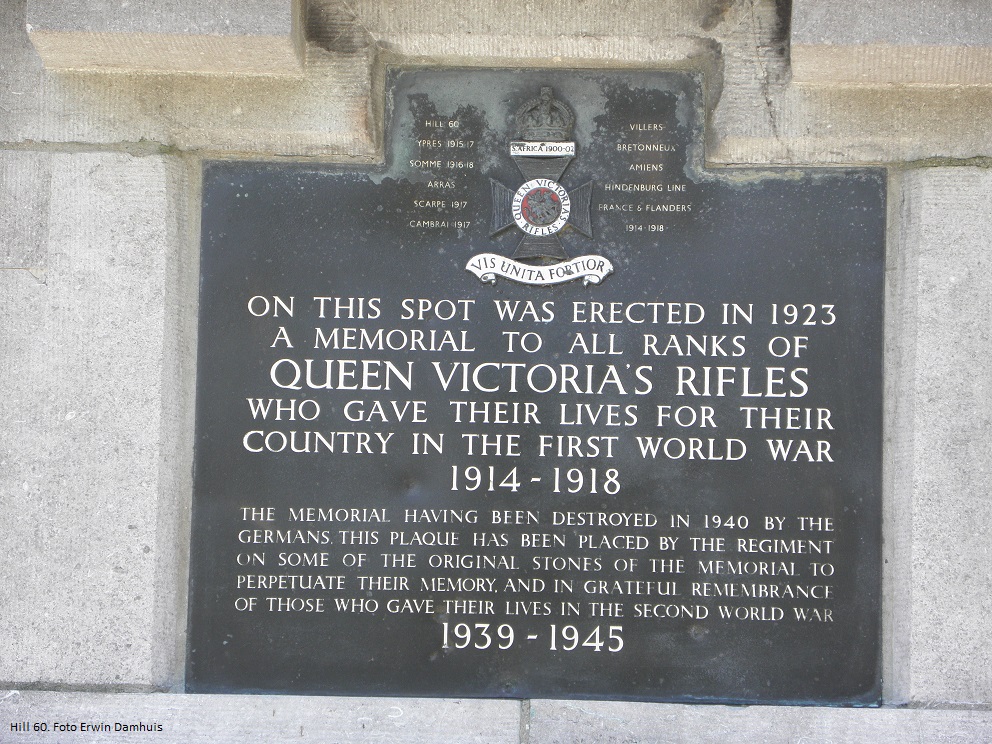 HILL 60
YPRES 1915-17
SOMME 1916-18
ARRAS
SCARPE 1917
CAMBRAI 1917
S.AFRICA 1900-02
QUEEN VICTORIA'S
RIFLES
VIS UNITA FORTIOR
VILLERS-
BRETONNEUX
AMIENS
HINDENBURG LINE
FRANCE & FLANDERS
1914-1918-
ON THIS SPOT WAS ERECTED IN 1923
A MEMORIAL TO ALL RANKS OF
QUEEN VICTORIA'S RIFLES
WHO GAVE THEIR LIVES FOR THEIR
COUNTRY IN THE FIRST WORLD WAR
1914 - 1918
THE MEMORIAL HAVING BEEN DESTROYED IN 1940 BY THE
GERMANS, THIS PLAQUE HAS BEEN PLACED BY THE REGIMENT
ON SOME OF THE ORIGINAL STONES OF THE MEMORIAL TO
PERPETUATE THEIR MEMORY, AND IN GRATEFUL REMEMBRANCE
OF THOSE WHO GAVE THEIR LIVES IN THE SECOND WORLD WAR
1939 - 1945
Hill 60. Foto Erwin Damhuis